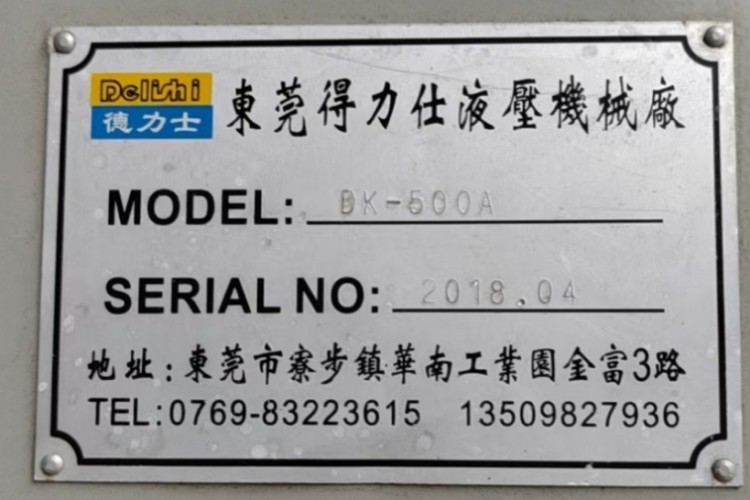 Delishi
德力士
東莞得力仕液壓機械廠
MODEL: DK-500A
SERIAL NO: 2018.04
地址:東莞市寮步鎮華南工業園金富3路
TEL:0769-83223615 13509827936